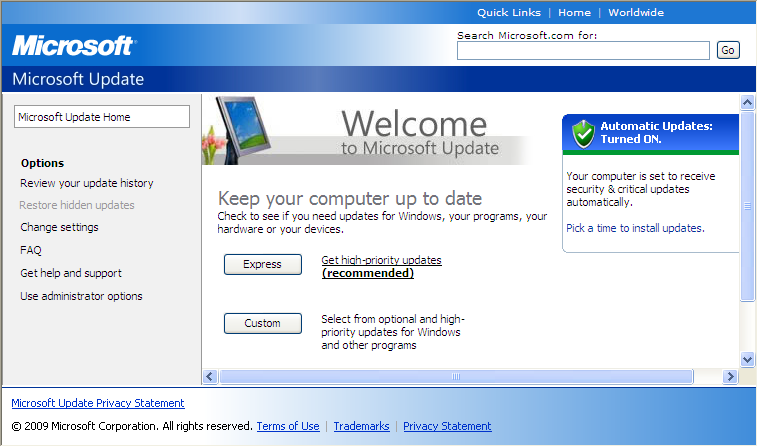 Quick Links | Home | Worldwide
Microsoft
Search Microsoft.com for:
Go
Microsoft Update
Microsoft Update Home
Options
Review your update history
Restore hidden updates
Change settings
FAQ
Get help and support
Use administrator options
Welcome
to Microsoft Update
Keep your computer up to date
Check to see if you need updates for Windows, your programs, your
hardware or your devices.
Express
Get high-priority updates
(recommended)
Custom
Select from optional and high-
priority updates for Windows
and other programs
Automatic Updates:
Turned ON.
Your computer is set to receive
security & critical updates
automatically.
Pick a time to install updates.
Microsoft Update Privacy Statement
© 2009 Microsoft Corporation. All rights reserved. Terms of Use | Trademarks | Privacy Statement